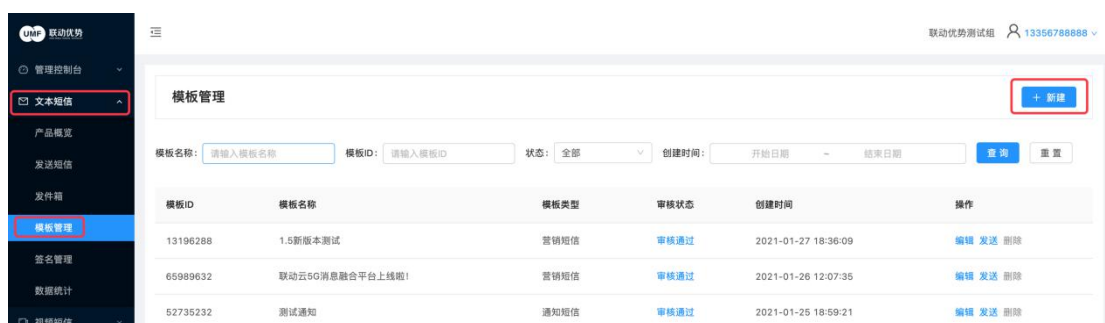 UMF 联动优势
联动优势测试组 13356788888
管理控制台
文本短信
产品概览
发送短信
发件箱
模板管理
签名管理
数据统计
视频短信
模板管理
+ 新建
模板名称: 请输入模板名称 模板ID: 请输入模板ID 状态: 全部 创建时间: 开始日期 ~ 结束日期 查询 重置
模板ID 模板名称 模板类型 审核状态 创建时间 操作
13196288 1.5新版本测试 营销短信 审核通过 2021-01-27 18:36:09 编辑 发送 删除
65989632 联动云5G消息融合平台上线啦! 营销短信 审核通过 2021-01-26 12:07:35 编辑 发送 删除
52735232 测试通知 通知短信 审核通过 2021-01-25 18:59:21 编辑 发送 删除